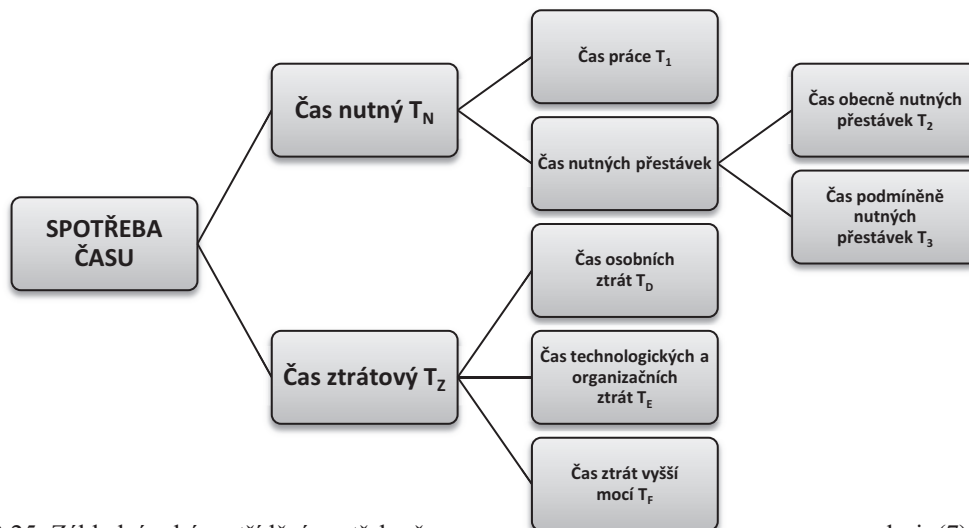 SPOTŘEBA
ČASU
Čas nutný T_N
Čas práce T_1
Čas nutných přestávek
Čas obecně nutných
přestávek T_2
Čas podmíněně
nutných
přestávek T_3
Čas ztrátový T_Z
Čas osobních
ztrát T_D
Čas technologických a
organizačních
ztrát T_E
Čas ztrát vyšší
mocí T_F